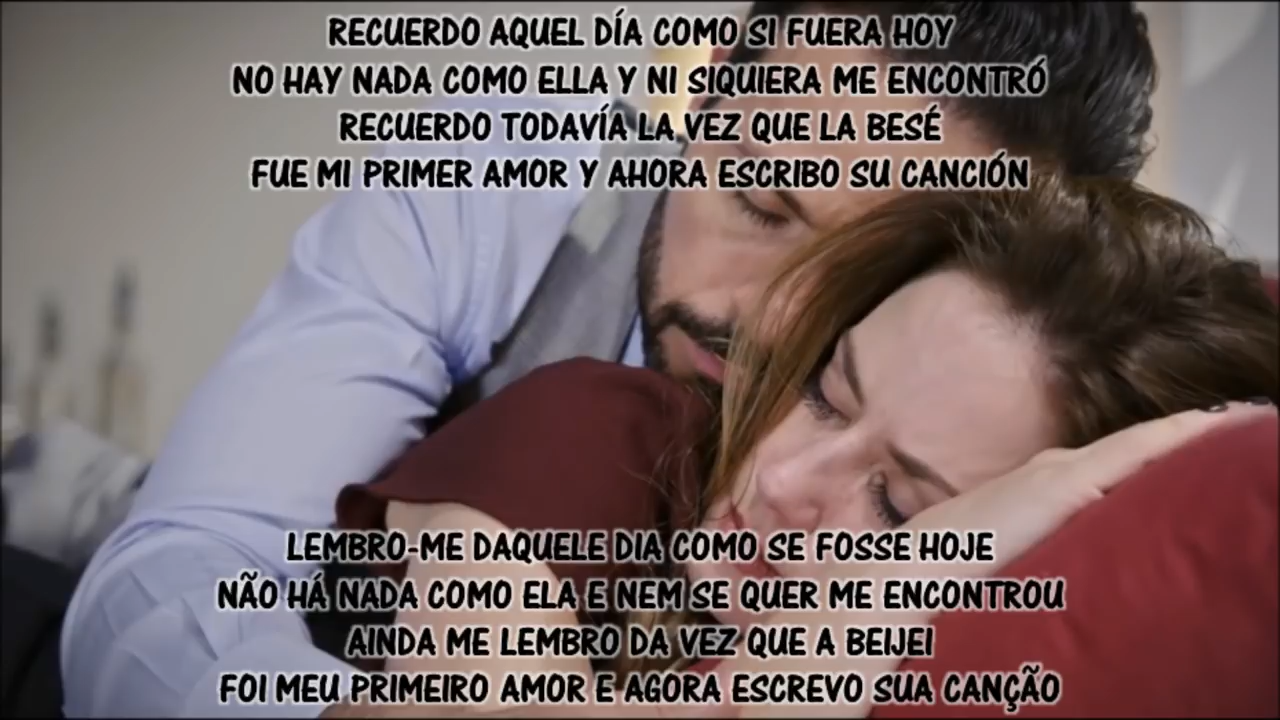 RECUERDO AQUEL DÍA COMO SI FUERA HOY
NO HAY NADA COMO ELLA Y NI SIQUIERA ME ENCONTRÓ
RECUERDO TODAVÍA LA VEZ QUE LA BESÉ
FUE MI PRIMER AMOR Y AHORA ESCRIBO SU CANCIÓN
LEMBRO-ME DAQUELE DIA COMO SE FOSSE HOJE
NÃO HÁ NADA COMO ELA E NEM SE QUER ME ENCONTROU
AINDA ME LEMBRO DA VEZ QUE A BEIJEI
FOI MEU PRIMEIRO AMOR E AGORA ESCREVO SUA CANÇÃO